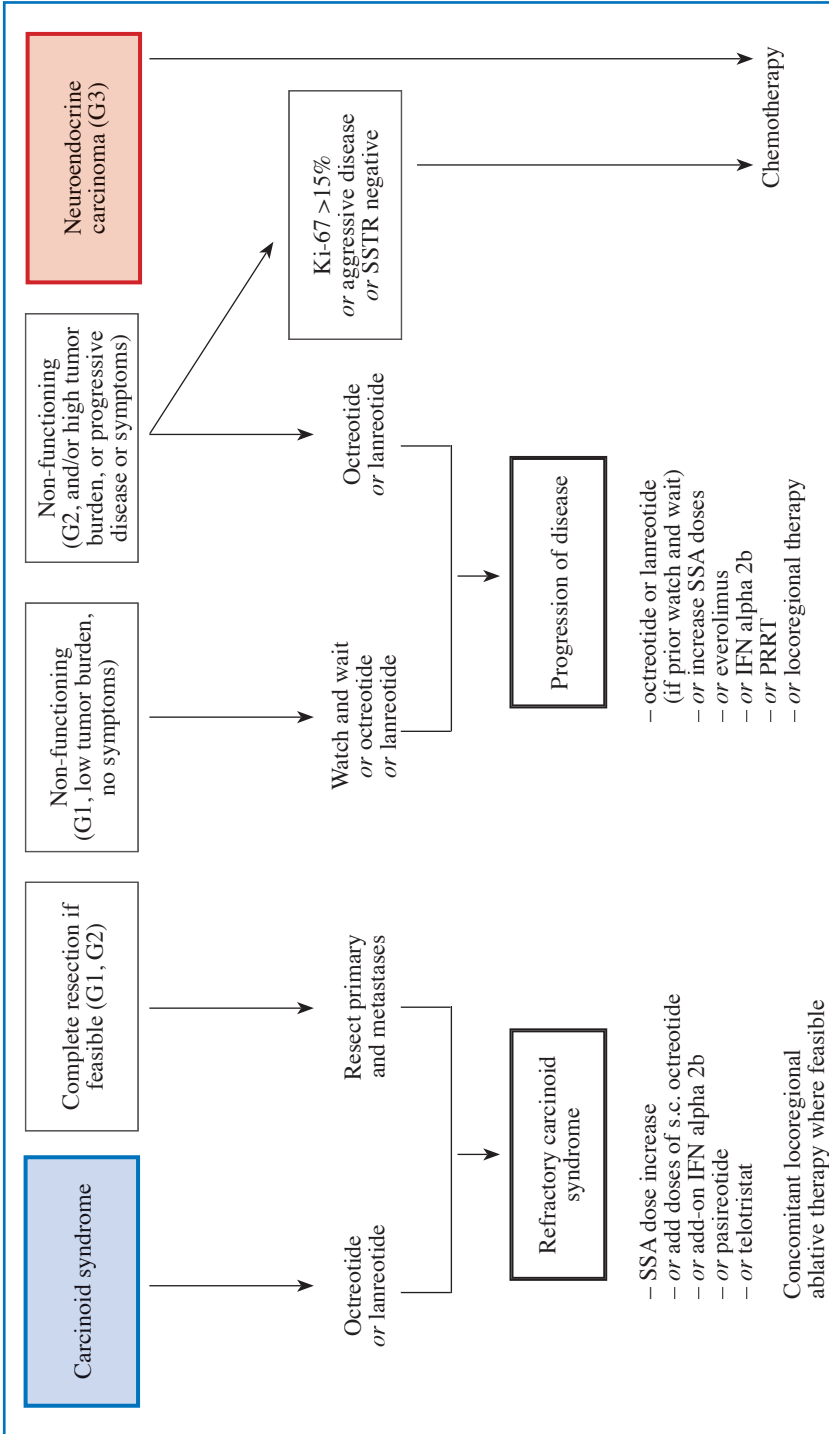 Carcinoid syndrome
Complete resection if
feasible (G1, G2)
Non-functioning
(G1, low tumor burden,
no symptoms)
Non-functioning
(G2, and/or high tumor
burden, or progressive
disease or symptoms)
Neuroendocrine
carcinoma (G3)
Octreotide
or lanreotide
Resect primary
and metastases
Watch and wait
or octreotide
or lanreotide
Octreotide
or lanreotide
Ki-67 >15%
or aggressive disease
or SSTR negative
Refractory carcinoid
syndrome
Progression of disease
– SSA dose increase
– or add doses of s.c. octreotide
– or add-on IFN alpha 2b
– or pasireotide
– or telotristat
Concomitant locoregional
ablative therapy where feasible
– octreotide or lanreotide
(if prior watch and wait)
– or increase SSA doses
– or everolimus
– or IFN alpha 2b
– or PRRT
– or locoregional therapy
Chemotherapy